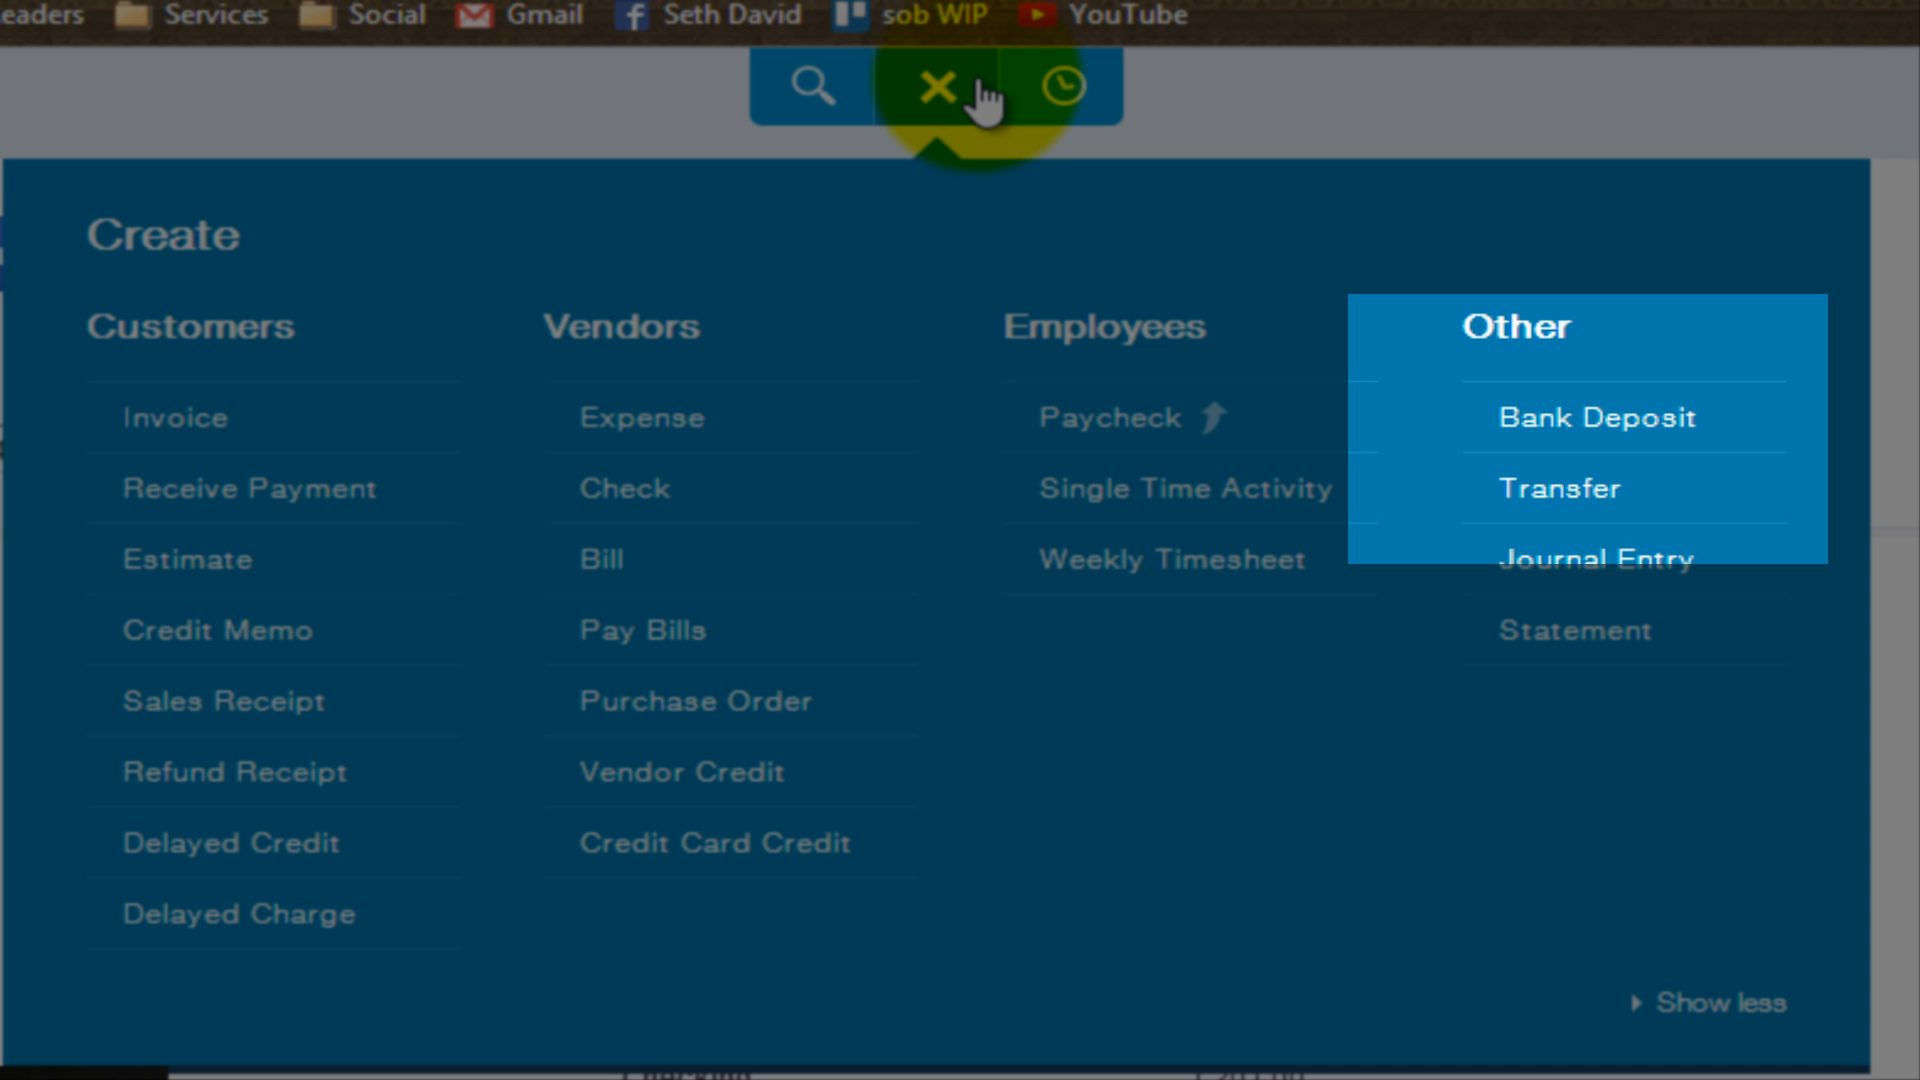 eaders Services Social Gmail Seth David sob WIP YouTube
Create
Customers
Invoice
Receive Payment
Estimate
Credit Memo
Sales Receipt
Refund Receipt
Delayed Credit
Delayed Charge
Vendors
Expense
Check
Bill
Pay Bills
Purchase Order
Vendor Credit
Credit Card Credit
Employees
Paycheck
Single Time Activity
Weekly Timesheet
Other
Bank Deposit
Transfer
Journal Entry
Statement
Show less